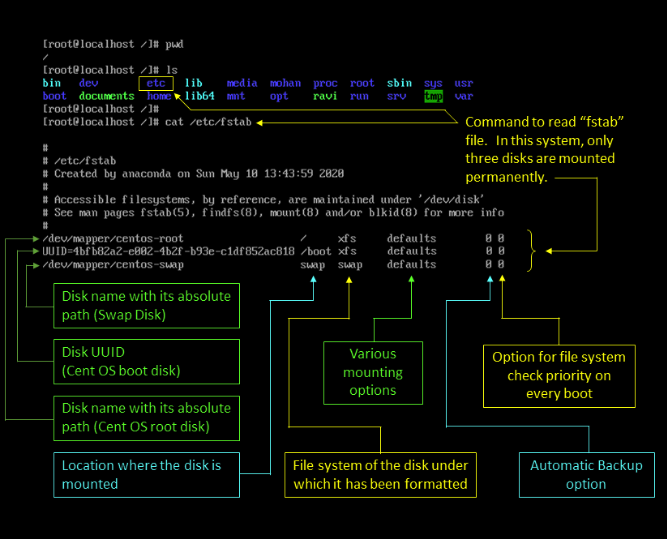 [root@localhost /]# pwd
/
[root@localhost /]# ls
bin dev etc lib media mohan proc root sbin sys usr
boot documents home lib64 mnt opt ravi run srv tmp var
[root@localhost /]#
[root@localhost /]# cat /etc/fstab
#
# /etc/fstab
# Created by anaconda on Sun May 10 13:43:59 2020
#
# Accessible filesystems, by reference, are maintained under '/dev/disk'
# See man pages fstab(5), findfs(8), mount(8) and/or blkid(8) for more info
#
/dev/mapper/centos-root / xfs defaults 0 0
UUID=4bfb82a2-e002-4b2f-b93e-c1df852ac818 /boot xfs defaults 0 0
/dev/mapper/centos-swap swap swap defaults 0 0
Command to read “fstab”
file. In this system, only
three disks are mounted
permanently.
Disk name with its absolute
path (Swap Disk)
Disk UUID
(Cent OS boot disk)
Disk name with its absolute
path (Cent OS root disk)
Location where the disk is
mounted
Various
mounting
options
File system of the disk under
which it has been formatted
Option for file system
check priority on
every boot
Automatic Backup
option